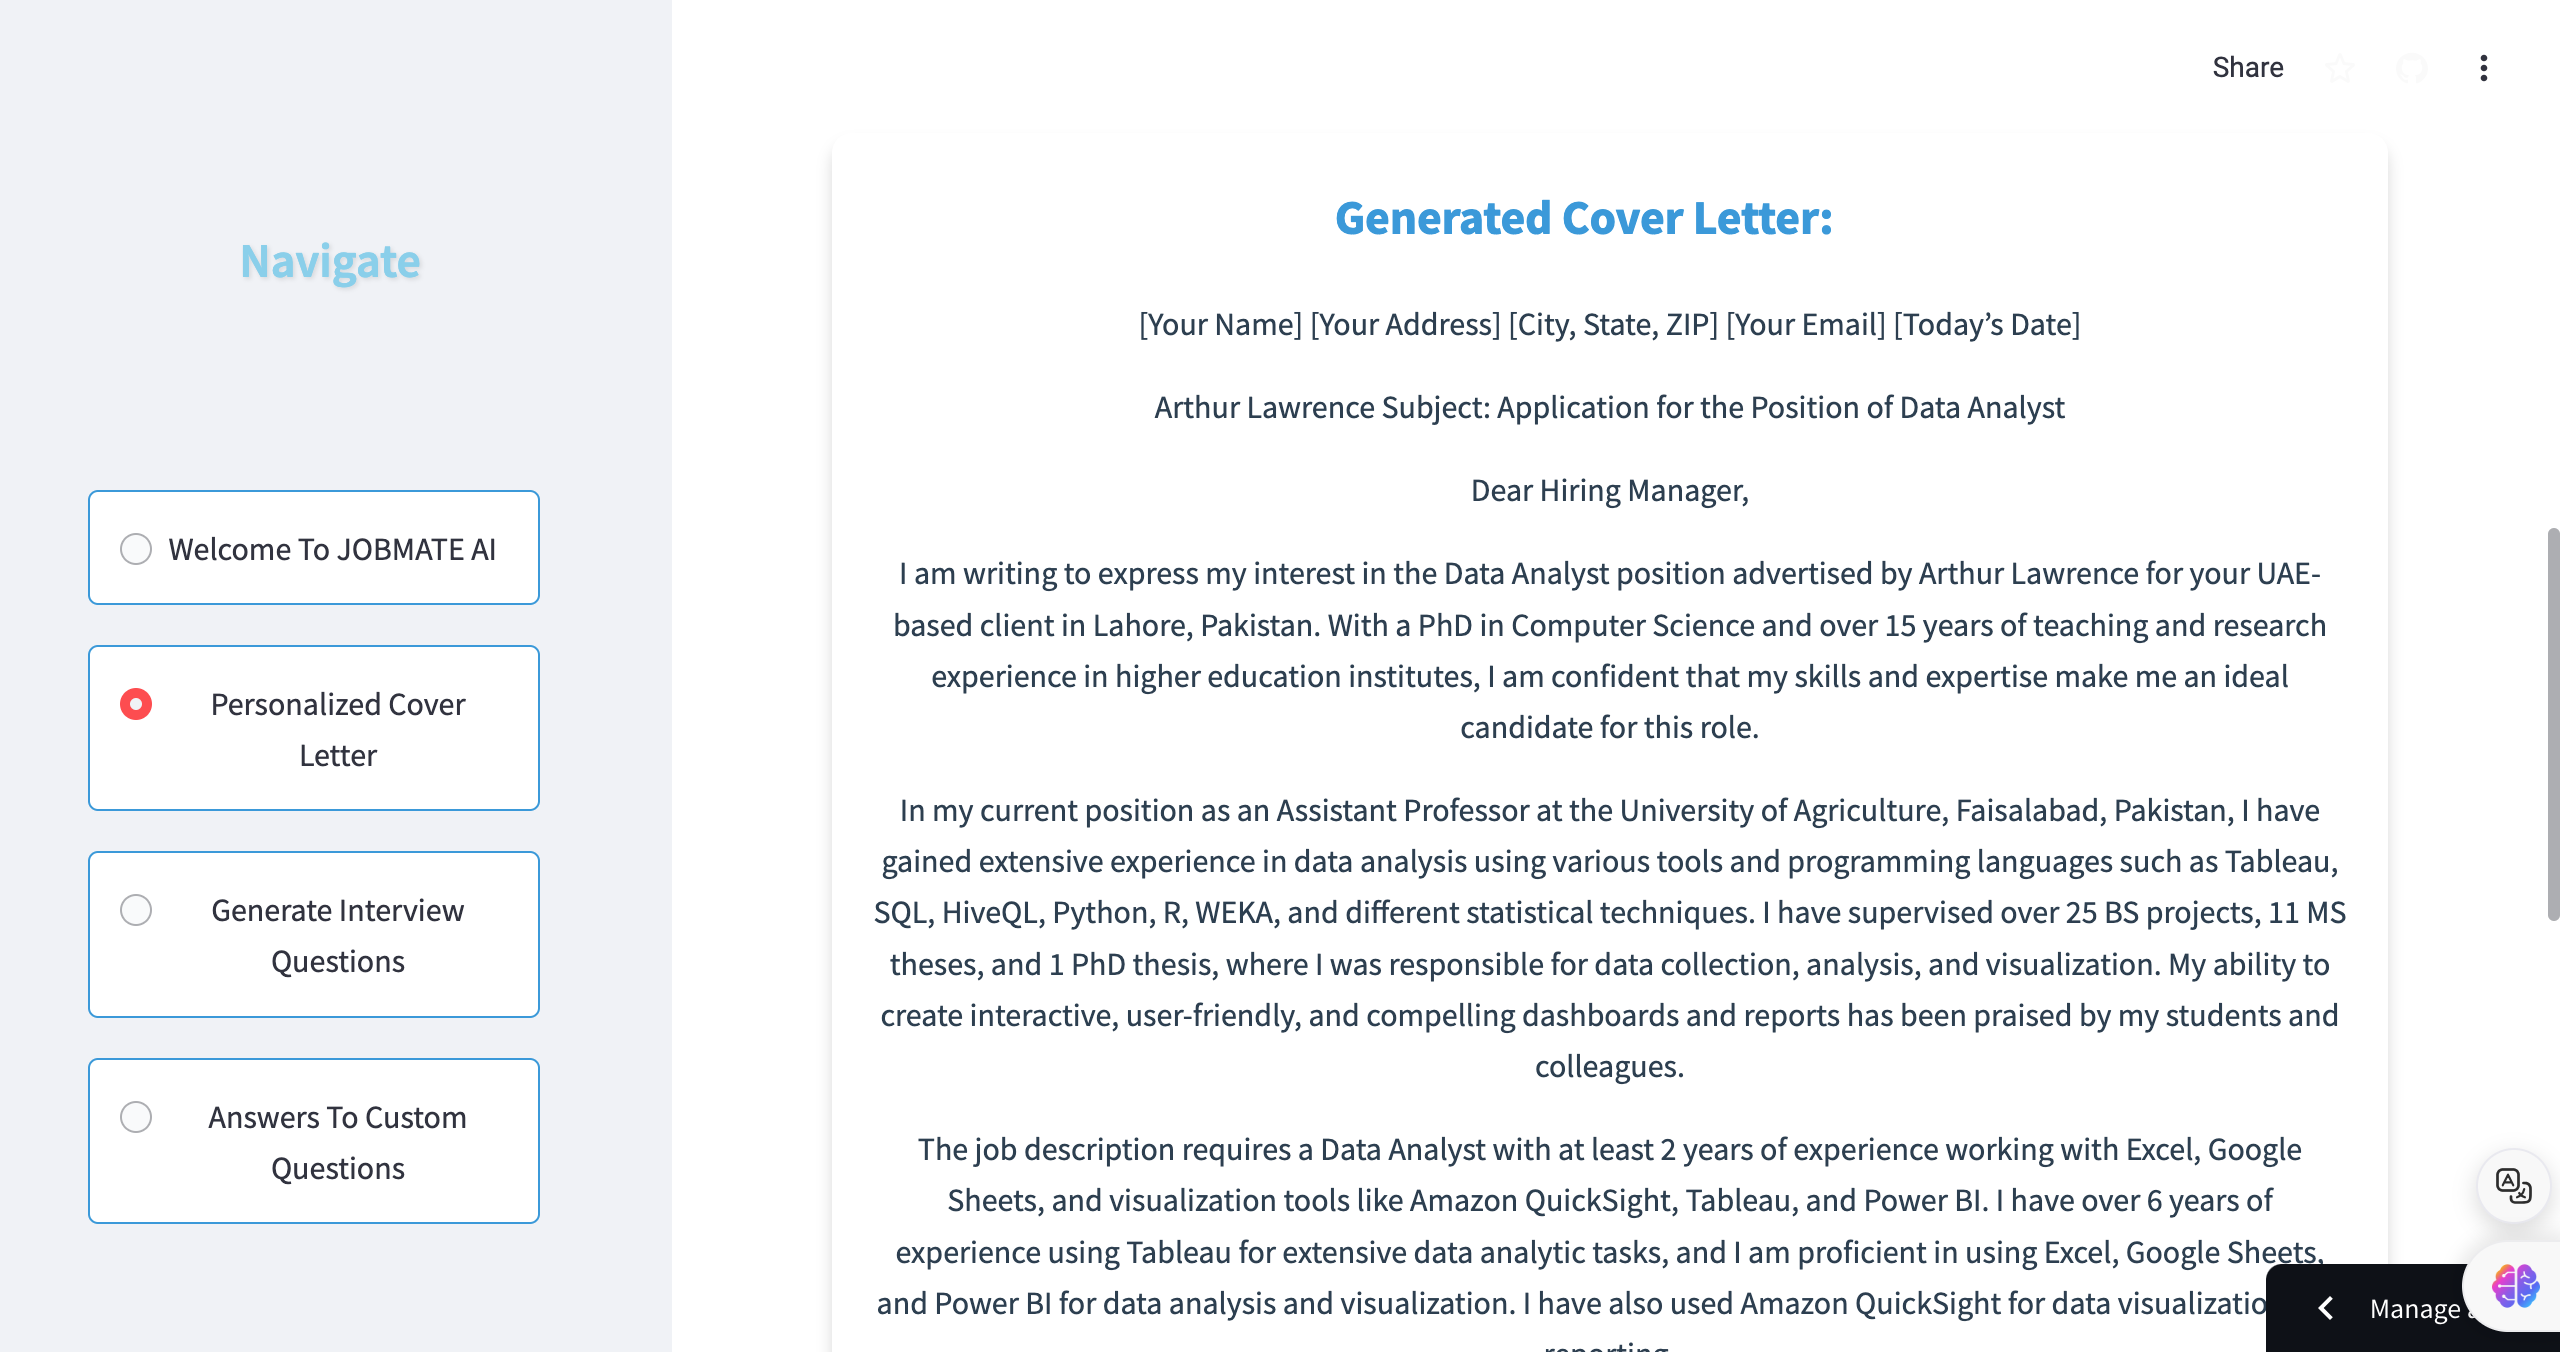 Share
Navigate
Welcome To JOBMATE AI
Personalized Cover
Letter
Generate Interview
Questions
Answers To Custom
Questions
Generated Cover Letter:
[Your Name] [Your Address] [City, State, ZIP] [Your Email] [Today’s Date]
Arthur Lawrence Subject: Application for the Position of Data Analyst
Dear Hiring Manager,
I am writing to express my interest in the Data Analyst position advertised by Arthur Lawrence for your UAE-
based client in Lahore, Pakistan. With a PhD in Computer Science and over 15 years of teaching and research
experience in higher education institutes, I am confident that my skills and expertise make me an ideal
candidate for this role.
In my current position as an Assistant Professor at the University of Agriculture, Faisalabad, Pakistan, I have
gained extensive experience in data analysis using various tools and programming languages such as Tableau,
SQL, HiveQL, Python, R, WEKA, and different statistical techniques. I have supervised over 25 BS projects, 11 MS
theses, and 1 PhD thesis, where I was responsible for data collection, analysis, and visualization. My ability to
create interactive, user-friendly, and compelling dashboards and reports has been praised by my students and
colleagues.
The job description requires a Data Analyst with at least 2 years of experience working with Excel, Google
Sheets, and visualization tools like Amazon QuickSight, Tableau, and Power BI. I have over 6 years of
experience using Tableau for extensive data analytic tasks, and I am proficient in using Excel, Google Sheets,
and Power BI for data analysis and visualization. I have also used Amazon QuickSight for data
Manage